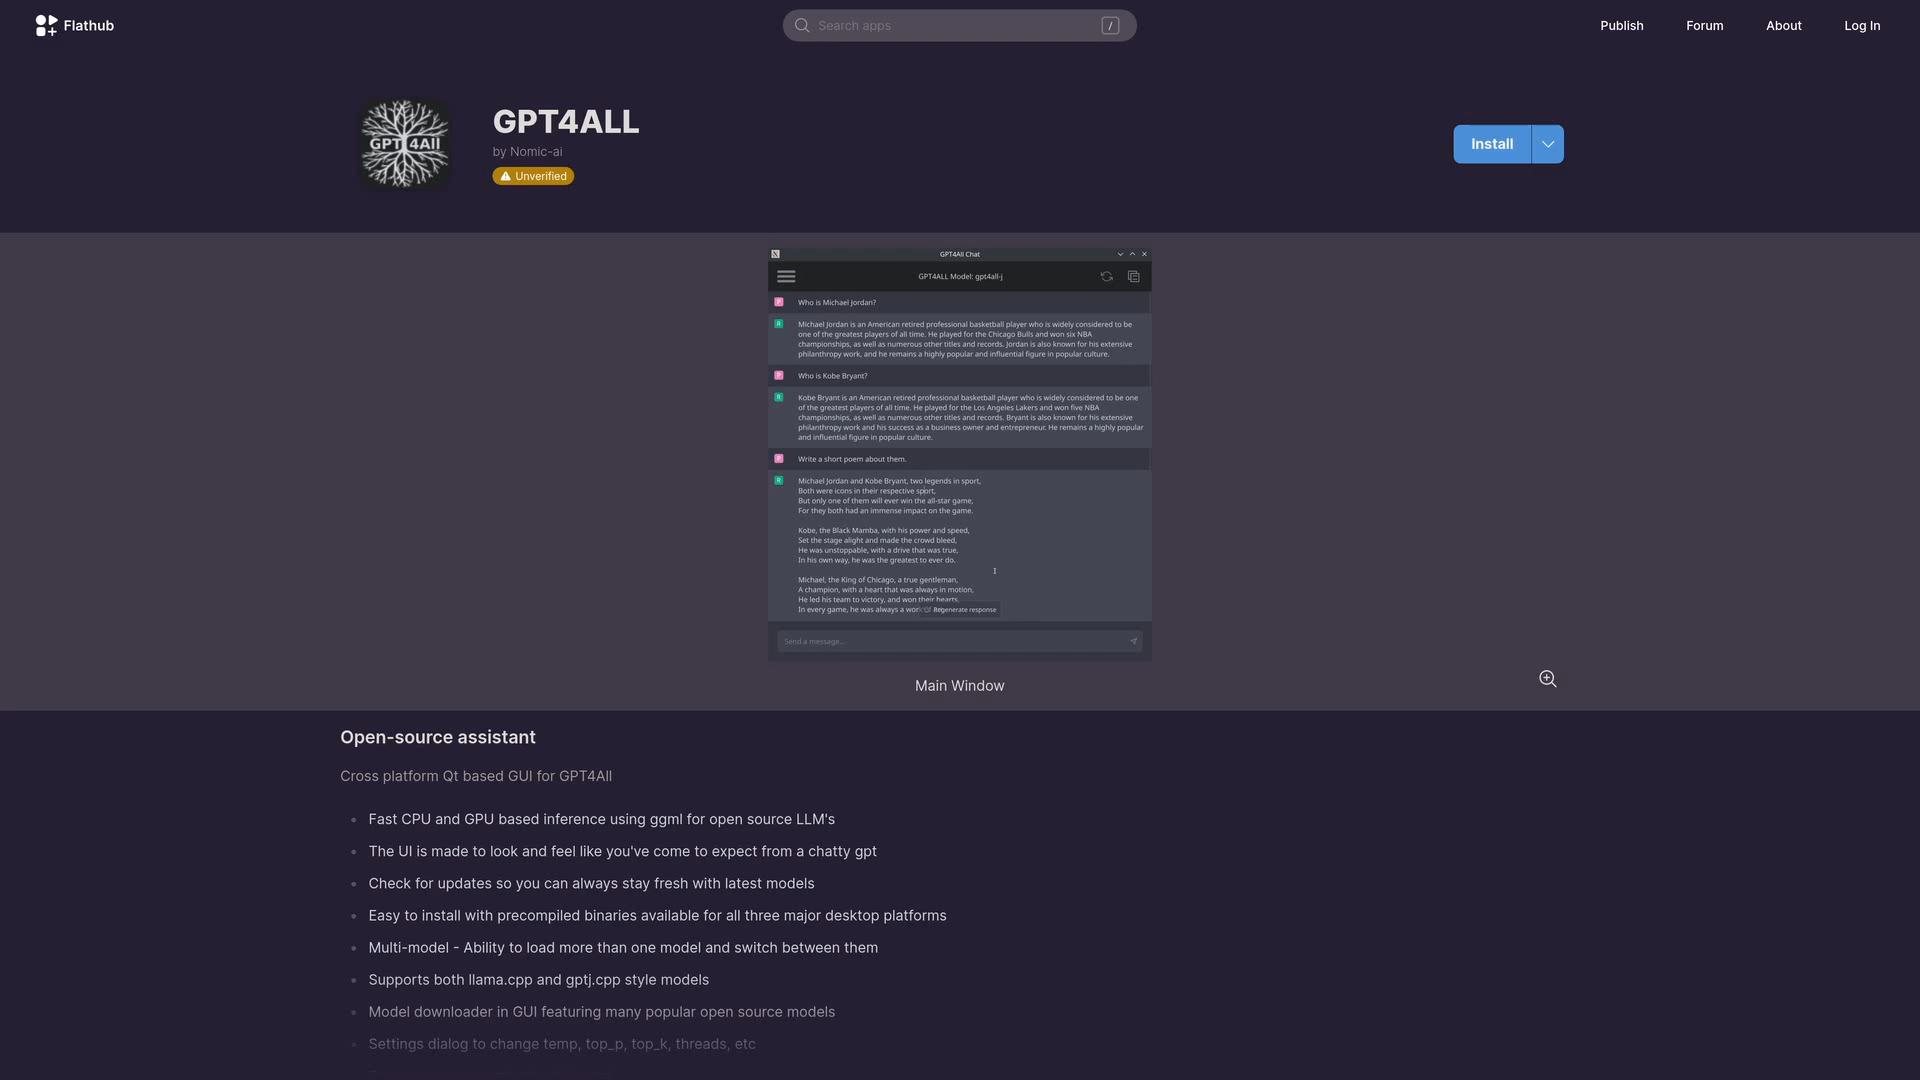 Flathub
Search apps
/
Publish
Forum
About
Log In
GPT4All
GPT4ALL
by Nomic-ai
Unverified
Install
GPT4All Chat
GPT4ALL Model: gpt4all-j
P
Who is Michael Jordan?
R
Michael Jordan is an American retired professional basketball player who is widely considered to be
one of the greatest players of all time. He played for the Chicago Bulls and won six NBA
championships, as well as numerous other titles and records. Jordan is also known for his extensive
philanthropy work, and he remains a highly popular and influential figure in popular culture.
P
Who is Kobe Bryant?
R
Kobe Bryant is an American retired professional basketball player who is widely considered to be one
of the greatest players of all time. He played for the Los Angeles Lakers and won five NBA
championships, as well as numerous other titles and records. Bryant is also known for his extensive
philanthropy work and his success as a business owner and entrepreneur. He remains a highly popular
and influential figure in popular culture.
P
Write a short poem about them.
R
Michael Jordan and Kobe Bryant, two legends in sport,
Both were icons in their respective sport,
But only one of them will ever win the all-star game,
For they both had an immense impact on the game.
Kobe, the Black Mamba, with his power and speed,
Set the stage alight and made the crowd bleed,
He was unstoppable, with a drive that was true,
In his own way, he was the greatest to ever do.
Michael, the King of Chicago, a true gentleman,
A champion, with a heart that was always in motion,
He led his team to victory, and won their hearts,
In every game, he was always a work
Regenerate response
Send a message...
Main Window
Open-source assistant
Cross platform Qt based GUI for GPT4All
Fast CPU and GPU based inference using ggml for open source LLM's
The UI is made to look and feel like you've come to expect from a chatty gpt
Check for updates so you can always stay fresh with latest models
Easy to install with precompiled binaries available for all three major desktop platforms
Multi-model - Ability to load more than one model and switch between them
Supports both llama.cpp and gptj.cpp style models
Model downloader in GUI featuring many popular open source models
Settings dialog to change temp, top_p, top_k, threads, etc